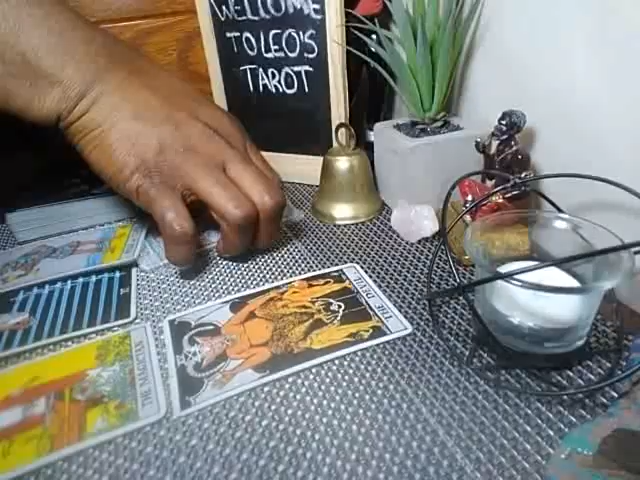 WELCOME
TO LEO'S
TAROT
THE DEVIL
THE MAGICIAN